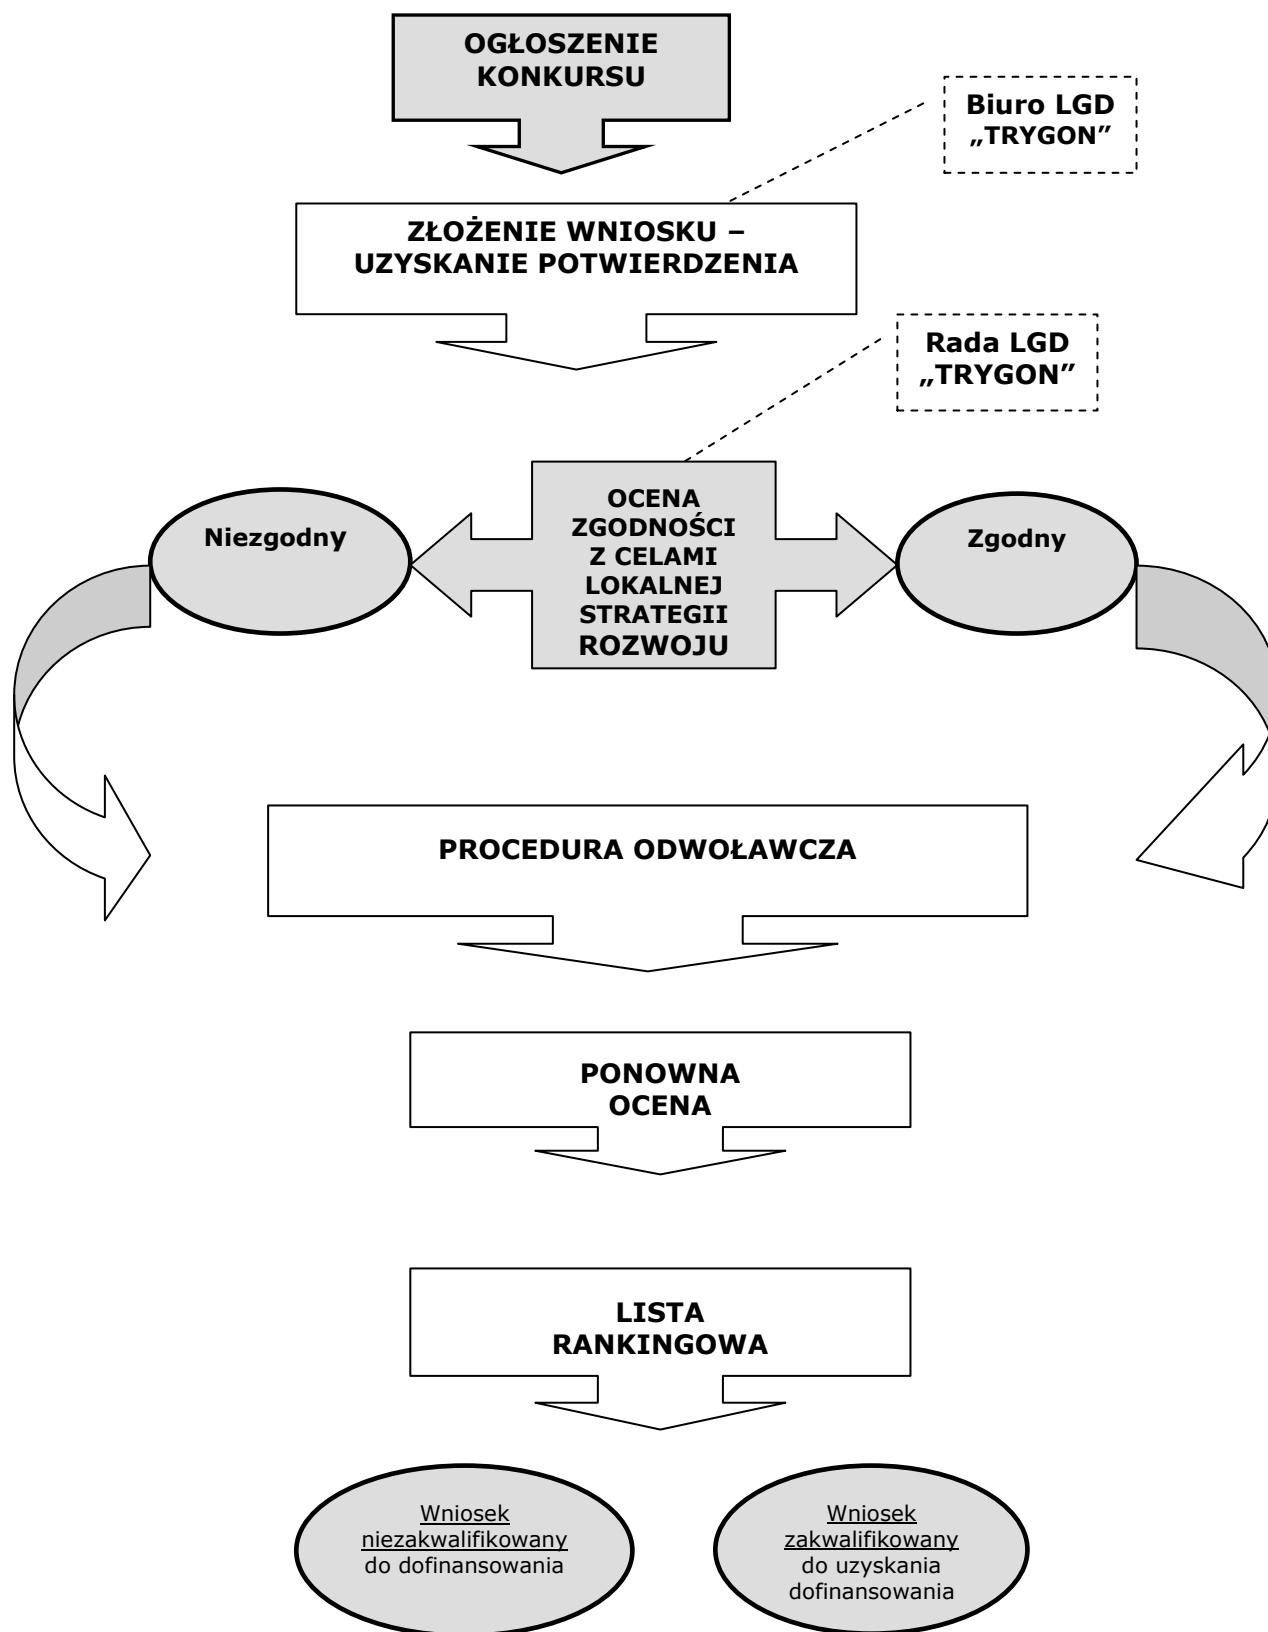 OGŁOSZENIE
KONKURSU
Biuro LGD
„TRYGON”
ZŁOŻENIE WNIOSKU –
UZYSKANIE POTWIERDZENIA
Rada LGD
„TRYGON”
Niezgodny
OCENA
ZGODNOŚCI
Z CELAMI
LOKALNEJ
STRATEGII
ROZWOJU
Zgodny
PROCEDURA ODWOŁAWCZA
PONOWNA
OCENA
LISTA
RANKINGOWA
Wniosek
niezakwalifikowany
do dofinansowania
Wniosek
zakwalifikowany
do uzyskania
dofinansowania